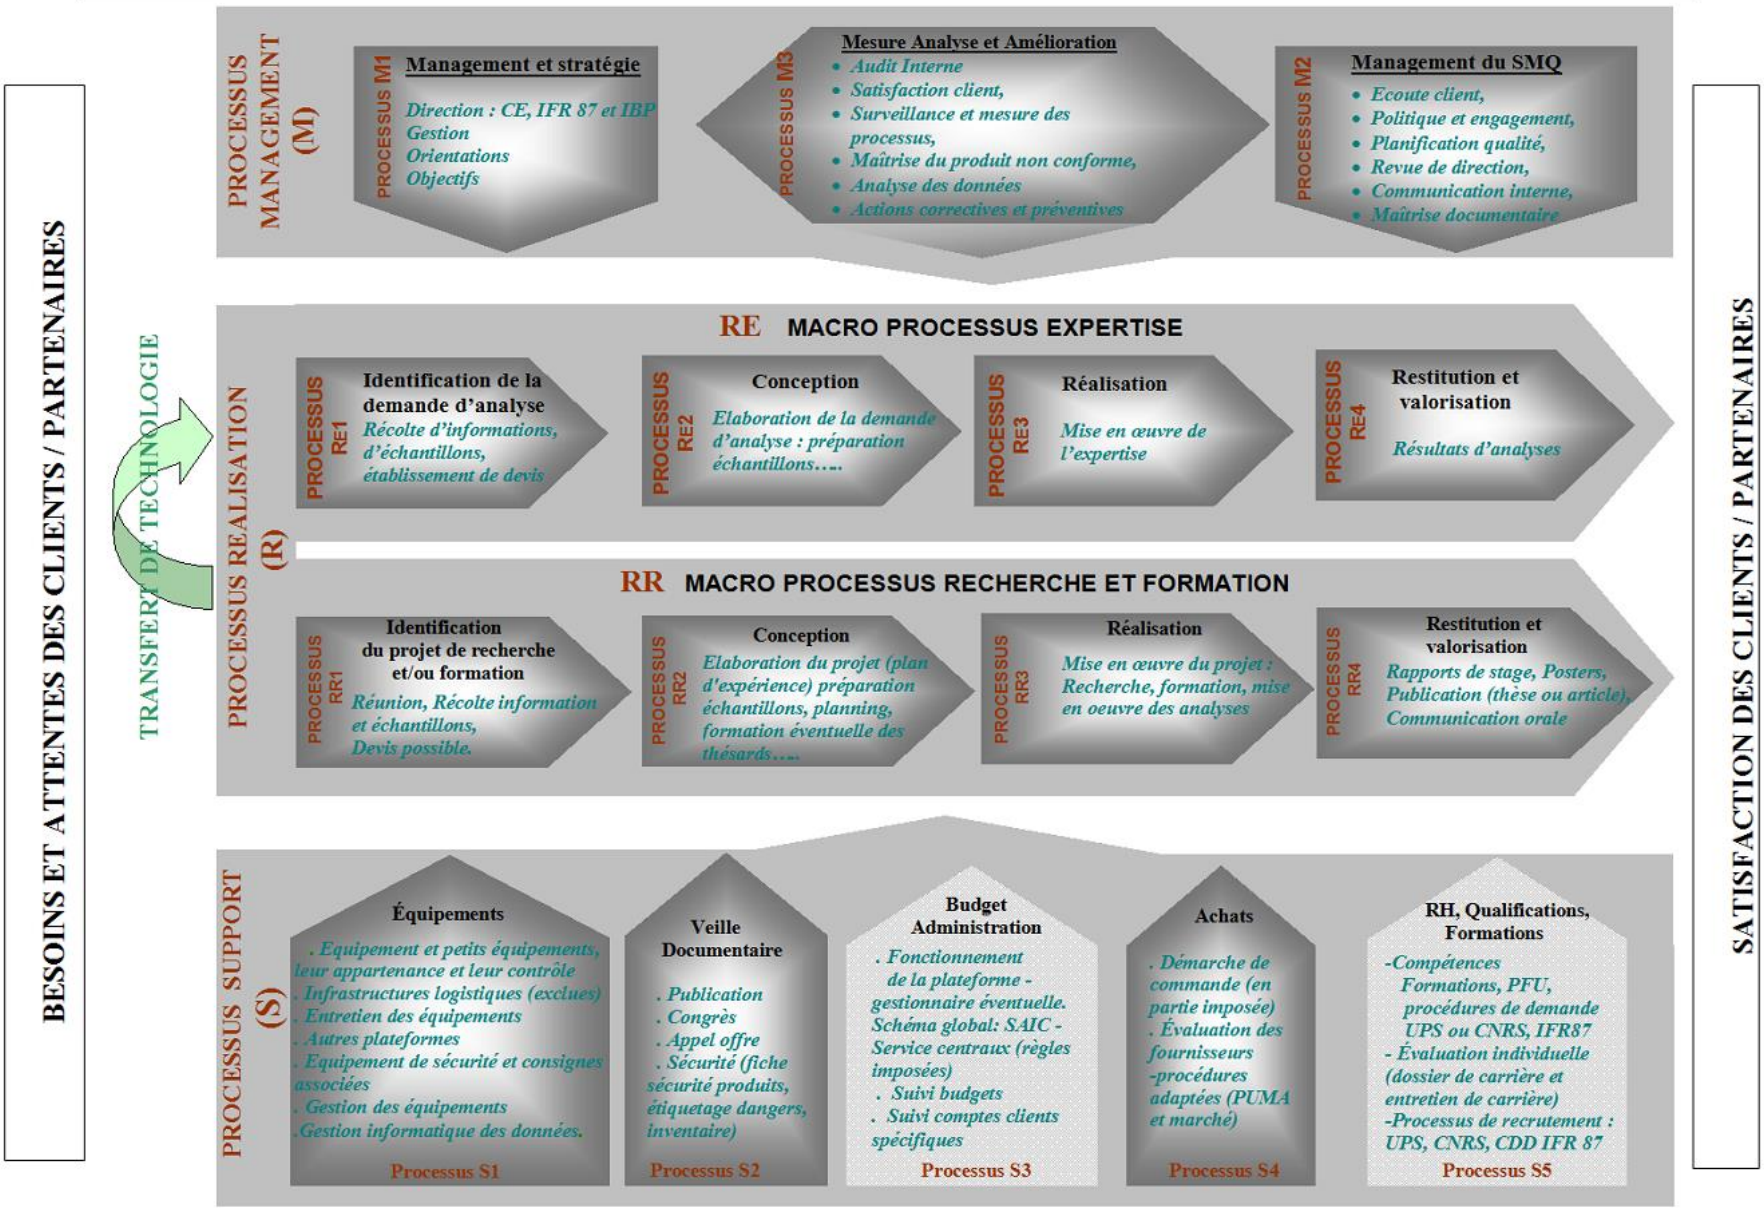 BESOINS ET ATTENTES DES CLIENTS / PARTENAIRES
TRANSFERT DE TECHNOLOGIE
PROCESSUS
MANAGEMENT
(M)
PROCESSUS M1
Management et stratégie
Direction : CE, IFR 87 et IBP
Gestion
Orientations
Objectifs
PROCESSUS M3
Mesure Analyse et Amélioration
• Audit Interne
• Satisfaction client,
• Surveillance et mesure des
processus,
• Maîtrise du produit non conforme,
• Analyse des données
• Actions correctives et préventives
PROCESSUS M2
Management du SMQ
• Ecoute client,
• Politique et engagement,
• Planification qualité,
• Revue de direction,
• Communication interne,
• Maîtrise documentaire
PROCESSUS REALISATION
(R)
RE MACRO PROCESSUS EXPERTISE
PROCESSUS
RE1
Identification de la
demande d'analyse
Récolte d'informations,
d'échantillons,
établissement de devis
PROCESSUS
RE2
Conception
Elaboration de la demande
d'analyse : préparation
échantillons…..
PROCESSUS
RE3
Réalisation
Mise en œuvre de
l'expertise
PROCESSUS
RE4
Restitution et
valorisation
Résultats d'analyses
RR MACRO PROCESSUS RECHERCHE ET FORMATION
PROCESSUS
RR1
Identification
du projet de recherche
et/ou formation
Réunion, Récolte information
et échantillons,
Devis possible.
PROCESSUS
RR2
Conception
Elaboration du projet (plan
d'expérience) préparation
échantillons, planning,
formation éventuelle des
thésards…..
PROCESSUS
RR3
Réalisation
Mise en œuvre du projet :
Recherche, formation, mise
en oeuvre des analyses
PROCESSUS
RR4
Restitution et
valorisation
Rapports de stage, Posters,
Publication (thèse ou article),
Communication orale
PROCESSUS SUPPORT
(S)
Équipements
. Equipement et petits équipements,
leur appartenance et leur contrôle
. Infrastructures logistiques (exclues)
. Entretien des équipements
. Autres plateformes
. Equipement de sécurité et consignes
associées
. Gestion des équipements
.Gestion informatique des données.
Processus S1
Veille
Documentaire
. Publication
. Congrès
. Appel offre
. Sécurité (fiche
sécurité produits,
étiquetage dangers,
inventaire)
Processus S2
Budget
Administration
. Fonctionnement
de la plateforme -
gestionnaire éventuelle.
Schéma global: SAIC -
Service centraux (règles
imposées)
. Suivi budgets
. Suivi comptes clients
spécifiques
Processus S3
Achats
. Démarche de
commande (en
partie imposée)
. Évaluation des
fournisseurs
-procédures
adaptées (PUMA
et marché)
Processus S4
RH, Qualifications,
Formations
-Compétences
Formations, PFU,
procédures de demande
UPS ou CNRS, IFR87
- Évaluation individuelle
(dossier de carrière et
entretien de carrière)
-Processus de recrutement :
UPS, CNRS, CDD IFR 87
Processus S5
SATISFACTION DES CLIENTS / PARTENAIRES